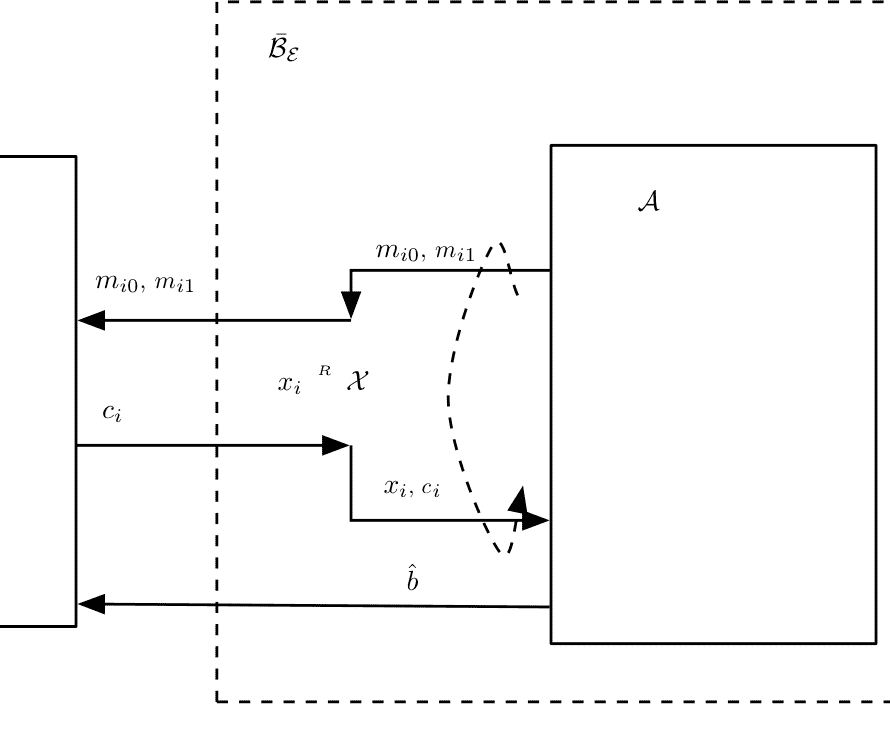 $\bar{\mathcal{B}}_{\mathcal{E}}$
$\mathcal{A}$
$m_{i0}, m_{i1}$
$m_{i0}, m_{i1}$
$x_i \; {}^{R} \; \mathcal{X}$
$c_i$
$x_i, c_i$
$\hat{b}$